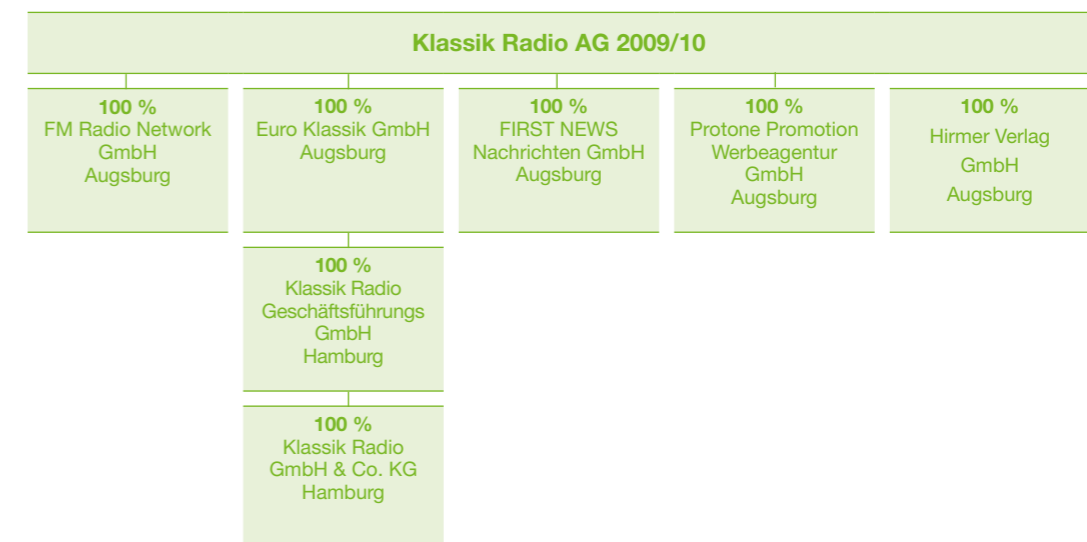 Klassik Radio AG 2009/10
100 %
FM Radio Network
GmbH
Augsburg
100 %
Euro Klassik GmbH
Augsburg
100 %
FIRST NEWS
Nachrichten GmbH
Augsburg
100 %
Protone Promotion
Werbeagentur
GmbH
Augsburg
100 %
Hirmer Verlag
GmbH
Augsburg
100 %
Klassik Radio
Geschäftsführungs
GmbH
Hamburg
100 %
Klassik Radio
GmbH & Co. KG
Hamburg